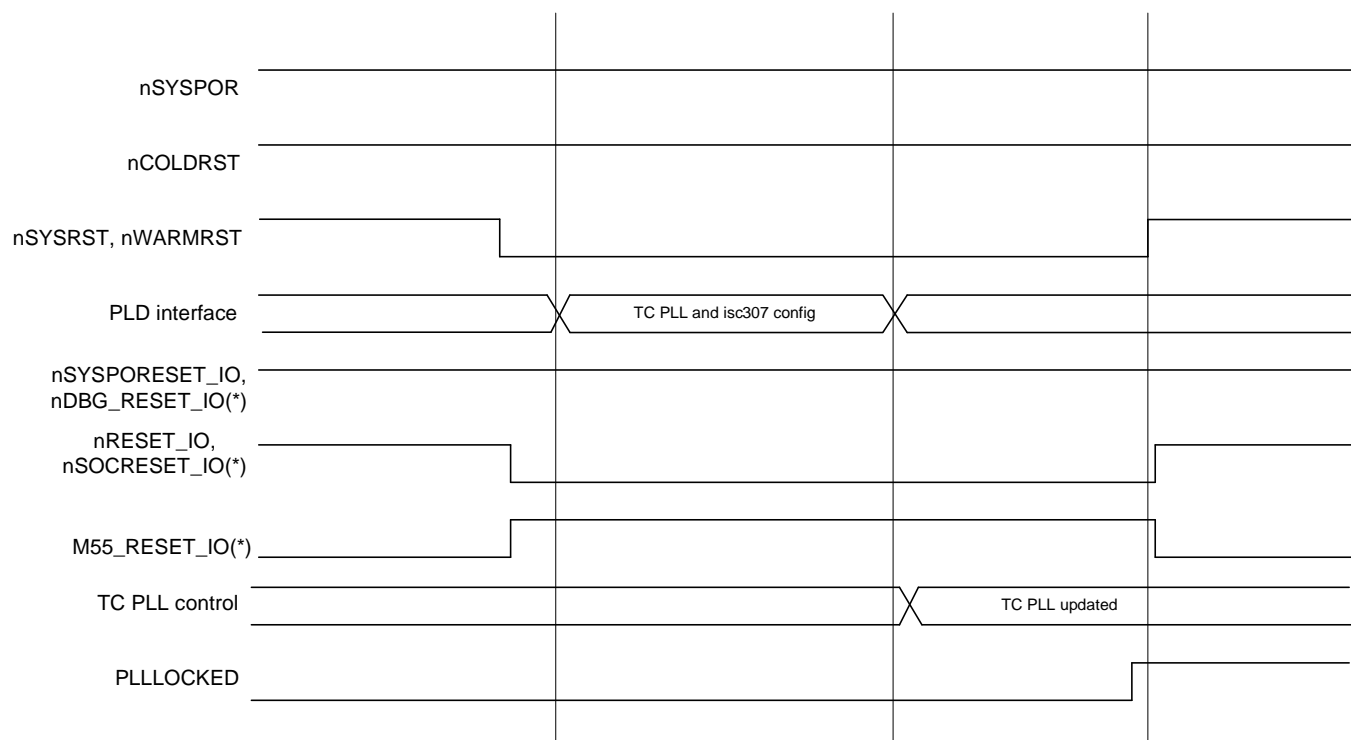 nSYSPOR
nCOLDRST
nSYSRST, nWARMRST
PLD interface
TC PLL and isc307 config
nSYSPORESET_IO,
nDBG_RESET_IO(*)
nRESET_IO,
nSOCRESET_IO(*)
M55_RESET_IO(*)
TC PLL control
TC PLL updated
PLLLOCKED